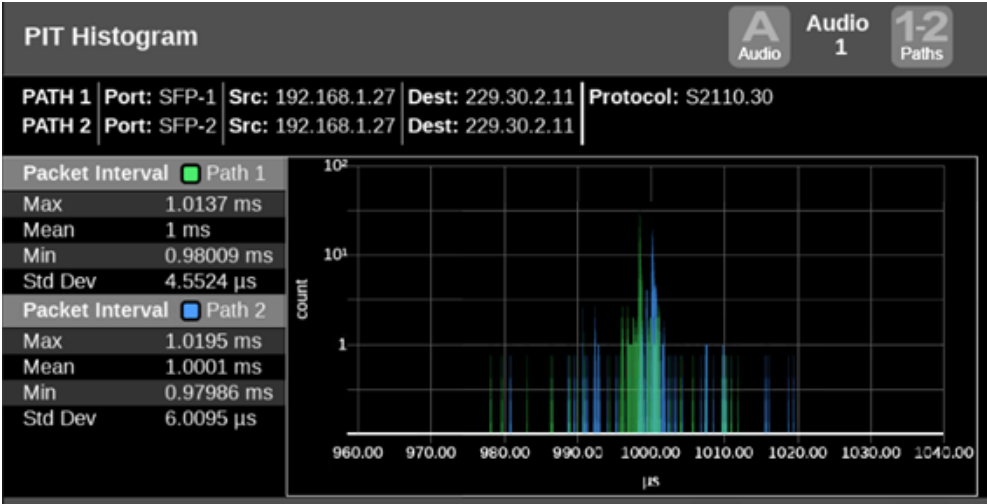 PIT Histogram
A
Audio
Audio
1
1-2
Paths
PATH 1 Port: SFP-1 Src: 192.168.1.27 Dest: 229.30.2.11 Protocol: S2110.30
PATH 2 Port: SFP-2 Src: 192.168.1.27 Dest: 229.30.2.11
Packet Interval Path 1
Max 1.0137 ms
Mean 1 ms
Min 0.98009 ms
Std Dev 4.5524 µs
Packet Interval Path 2
Max 1.0195 ms
Mean 1.0001 ms
Min 0.97986 ms
Std Dev 6.0095 µs
10²
10¹
1
count
960.00 970.00 980.00 990.00 1000.00 1010.00 1020.00 1030.00 1040.00
µs